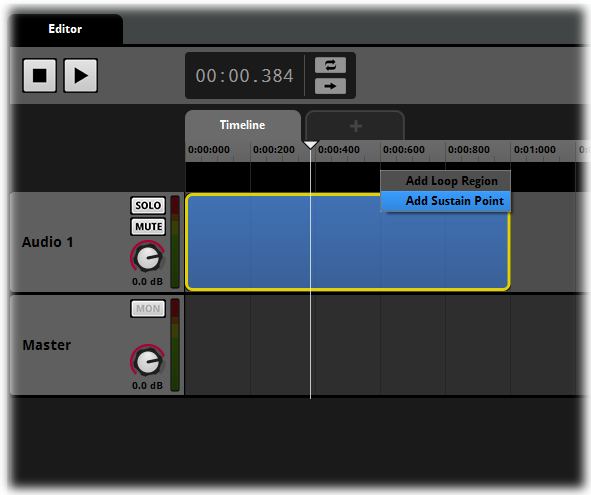 Editor
00:00.384
Timeline
+
0:00:000 0:00:200 0:00:400 0:00:600 0:00:800 0:01:000
Add Loop Region
Add Sustain Point
Audio 1
SOLO
MUTE
0.0 dB
Master
MON
0.0 dB